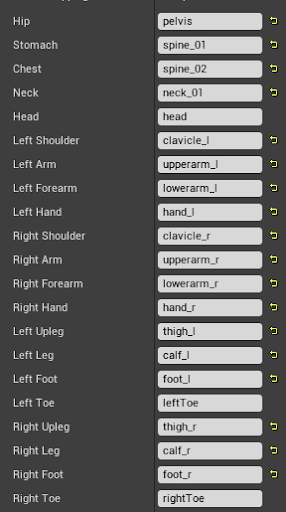 Hip pelvis
Stomach spine_01
Chest spine_02
Neck neck_01
Head head
Left Shoulder clavicle_l
Left Arm upperarm_l
Left Forearm lowerarm_l
Left Hand hand_l
Right Shoulder clavicle_r
Right Arm upperarm_r
Right Forearm lowerarm_r
Right Hand hand_r
Left Upleg thigh_l
Left Leg calf_l
Left Foot foot_l
Left Toe leftToe
Right Upleg thigh_r
Right Leg calf_r
Right Foot foot_r
Right Toe rightToe